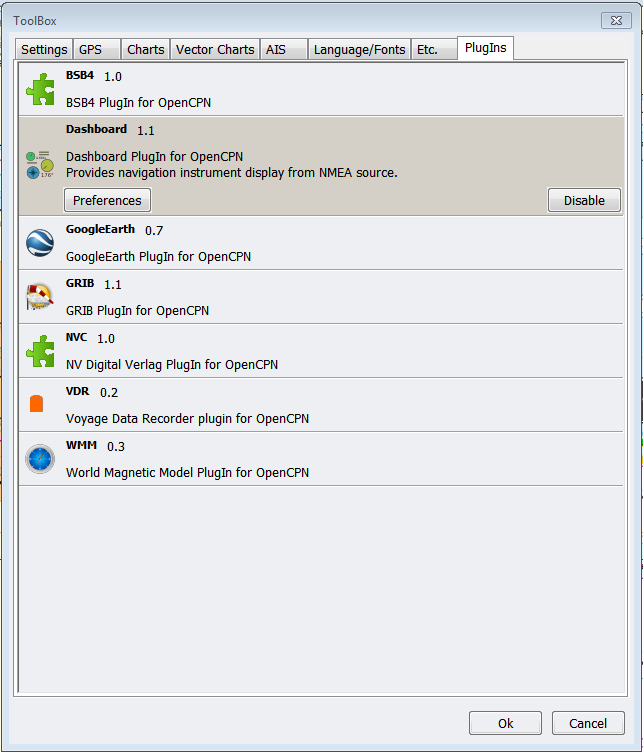 ToolBox
Settings GPS Charts Vector Charts AIS Language/Fonts Etc. PlugIns
BSB4 1.0
BSB4 PlugIn for OpenCPN
Dashboard 1.1
Dashboard PlugIn for OpenCPN
Provides navigation instrument display from NMEA source.
Preferences Disable
GoogleEarth 0.7
GoogleEarth PlugIn for OpenCPN
GRIB 1.1
GRIB PlugIn for OpenCPN
NVC 1.0
NV Digital Verlag PlugIn for OpenCPN
VDR 0.2
Voyage Data Recorder plugin for OpenCPN
WMM 0.3
World Magnetic Model PlugIn for OpenCPN
Ok Cancel